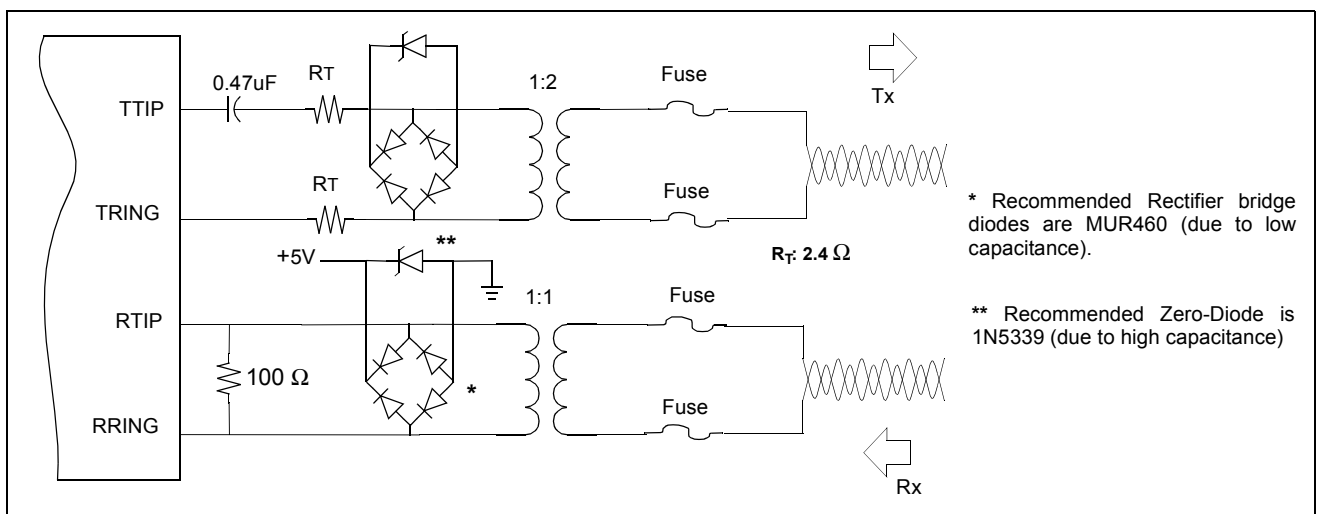 0.47uF
RT
1:2
Fuse
Tx
TTIP
Fuse
RT
TRING
**
+5V
RT: 2.4 Ω
* Recommended Rectifier bridge
diodes are MUR460 (due to low
capacitance).
1:1
Fuse
RTIP
** Recommended Zero-Diode is
1N5339 (due to high capacitance)
100 Ω
*
Fuse
RRING
Rx